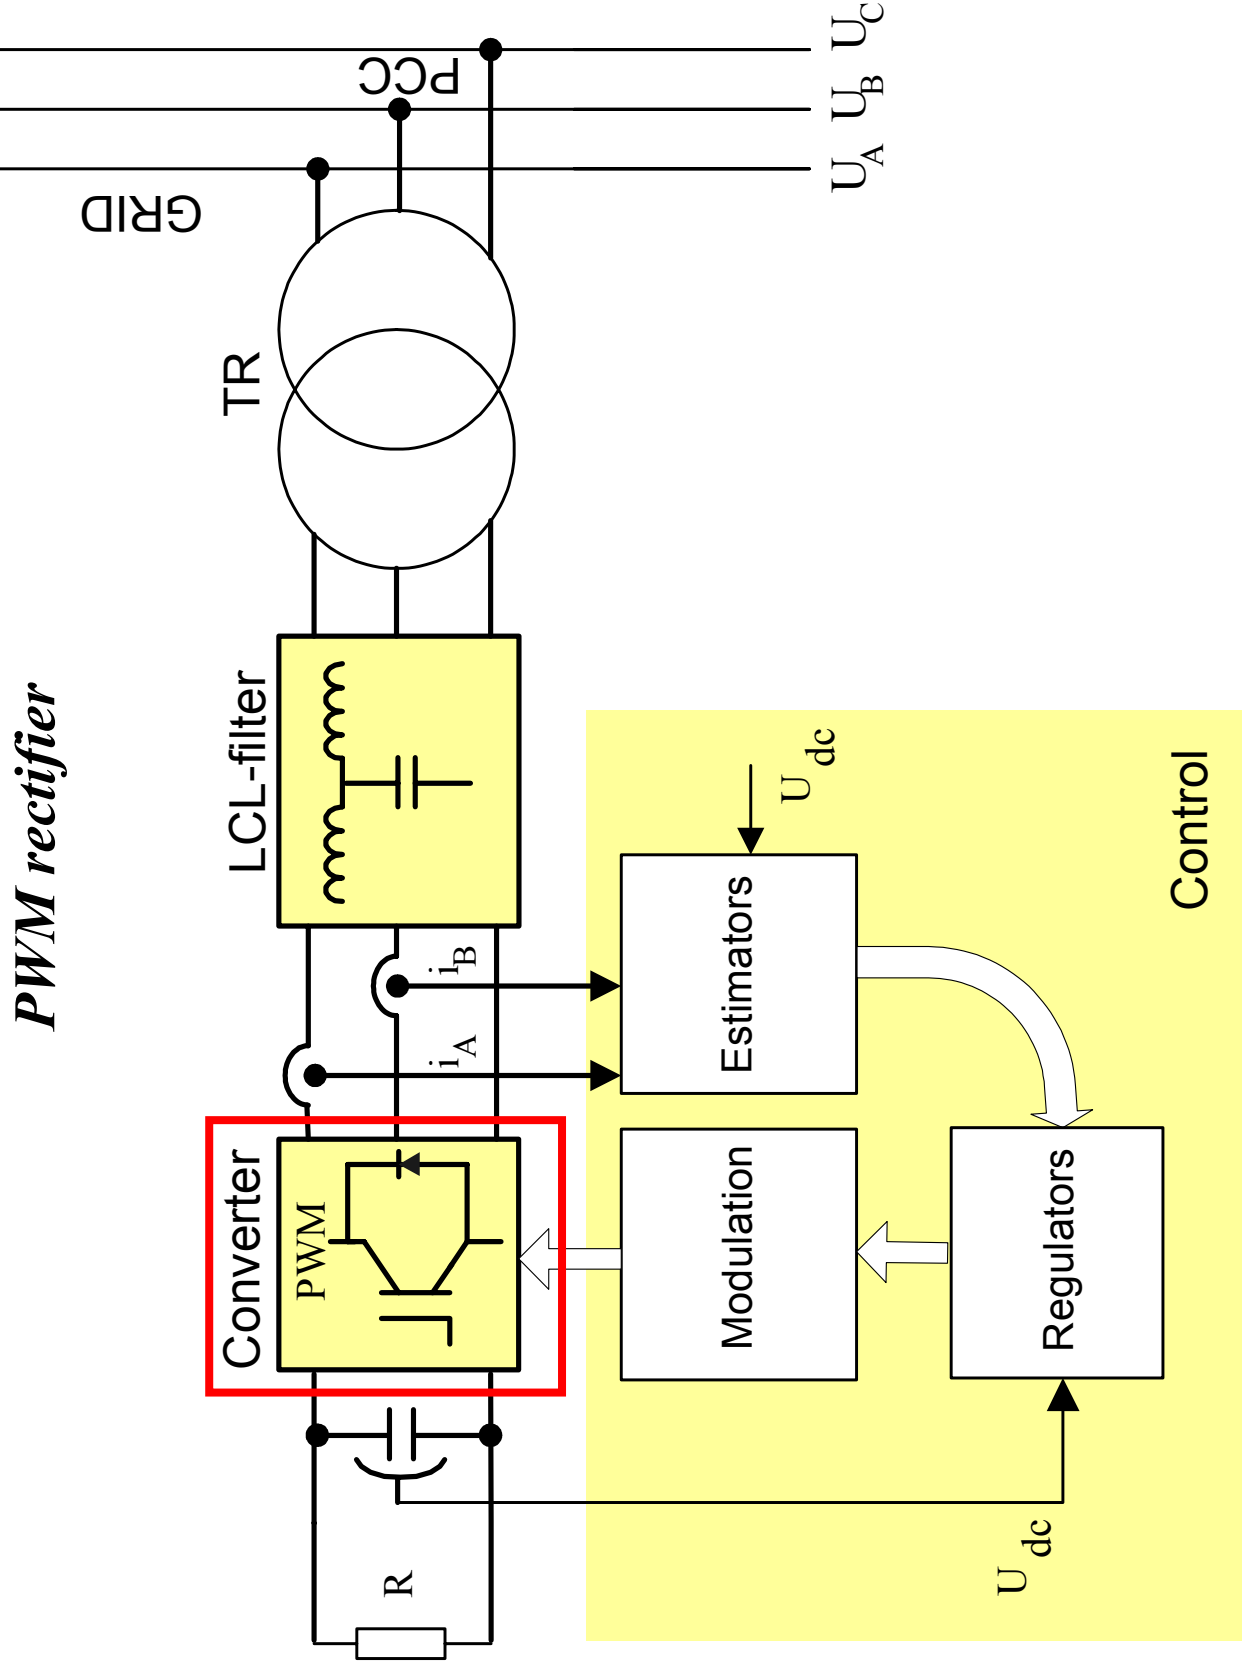 PWM rectifier
Converter
LCL-filter
TR
GRID
PWM
R
i_A
i_B
PCC
Modulation
Estimators
U_dc
U_A
U_B
U_C
U_dc
Regulators
Control